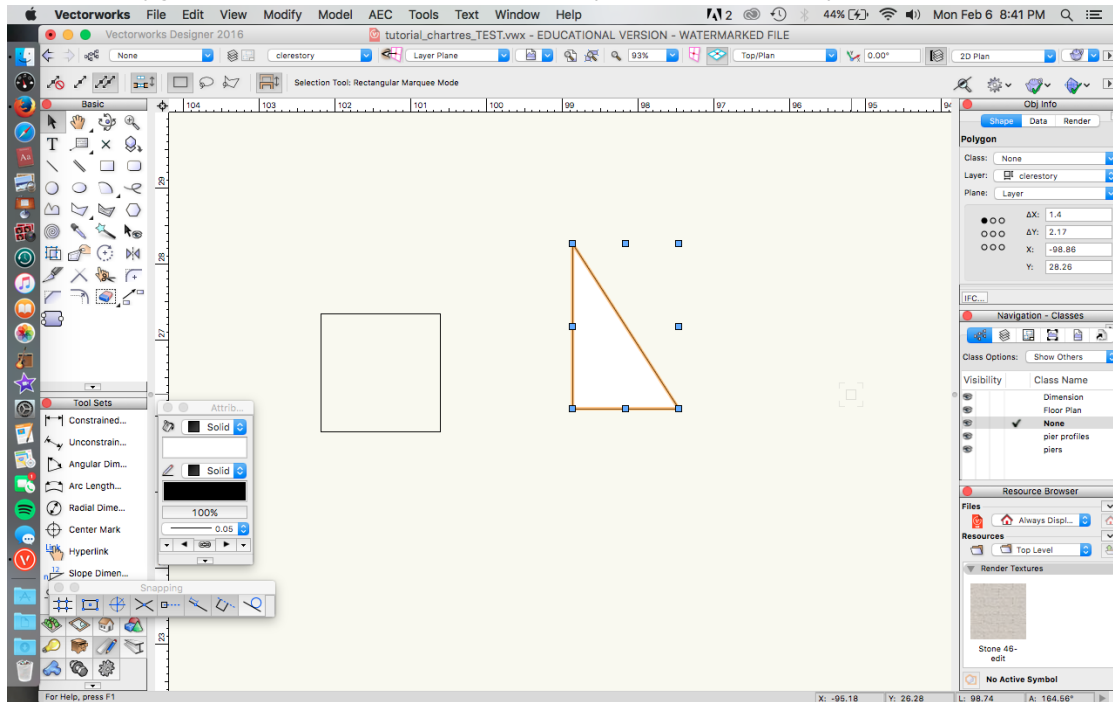 Vectorworks File Edit View Modify Model AEC Tools Text Window Help 2 44% Mon Feb 6 8:41 PM
Vectorworks Designer 2016 tutorial_chartres_TEST.vwx - EDUCATIONAL VERSION - WATERMARKED FILE
None clerestory Layer Plane 93% Top/Plan 0.00° 2D Plan
Selection Tool: Rectangular Marquee Mode
Basic
104 103 102 101 100 99 98 97 96 95 94
29
28
27
23
Tool Sets
Constrained...
Unconstrain...
Angular Dim...
Arc Length...
Radial Dime...
Center Mark
Link Hyperlink
12 Slope Dimen...
Attrib...
Solid
Solid
100%
0.05
Snapping
Obj Info
Shape Data Render
Polygon
Class: None
Layer: clerestory
Plane: Layer
ΔX: 1.4
ΔY: 2.17
X: -98.86
Y: 28.26
IFC...
Navigation - Classes
Class Options: Show Others
Visibility Class Name
Dimension
Floor Plan
None
pier profiles
piers
Resource Browser
Files
Always Displ...
Resources
Top Level
Render Textures
Stone 46-
edit
No Active Symbol
For Help, press F1
X: -95.18 Y: 26.28 L: 98.74 A: 164.56°